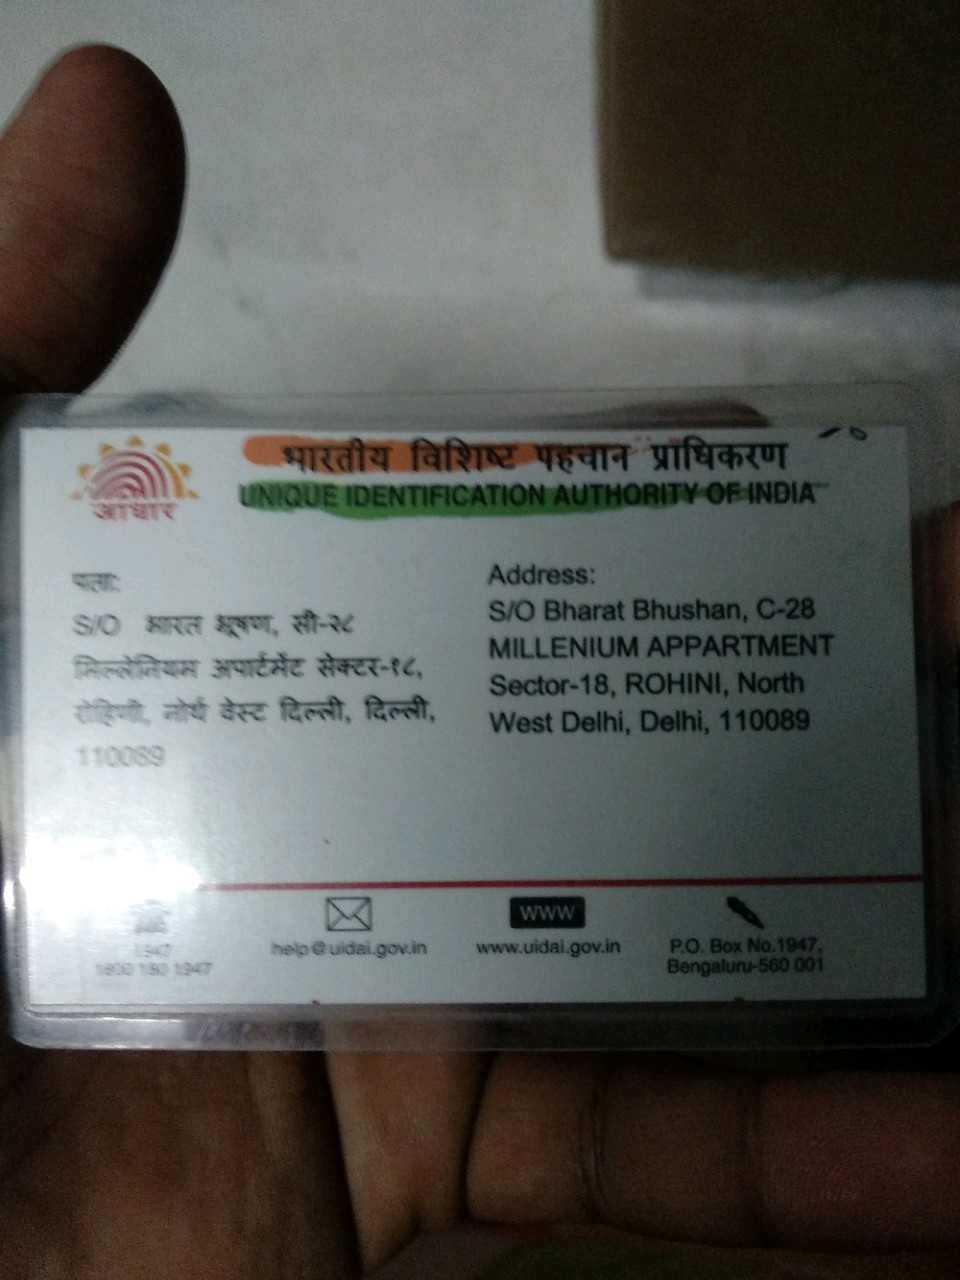 भारतीय विशिष्ट पहचान प्राधिकरण
UNIQUE IDENTIFICATION AUTHORITY OF INDIA
आधार
पता:
S/O भारत भूषण, सी-२८
मिल्लेनियम अपार्टमेंट सेक्टर-१८,
रोहिणी, नोर्थ वेस्ट दिल्ली, दिल्ली,
110089
Address:
S/O Bharat Bhushan, C-28
MILLENIUM APPARTMENT
Sector-18, ROHINI, North
West Delhi, Delhi, 110089
1947
1800 180 1947
help@uidai.gov.in
WWW
www.uidai.gov.in
P.O. Box No.1947,
Bengaluru-560 001